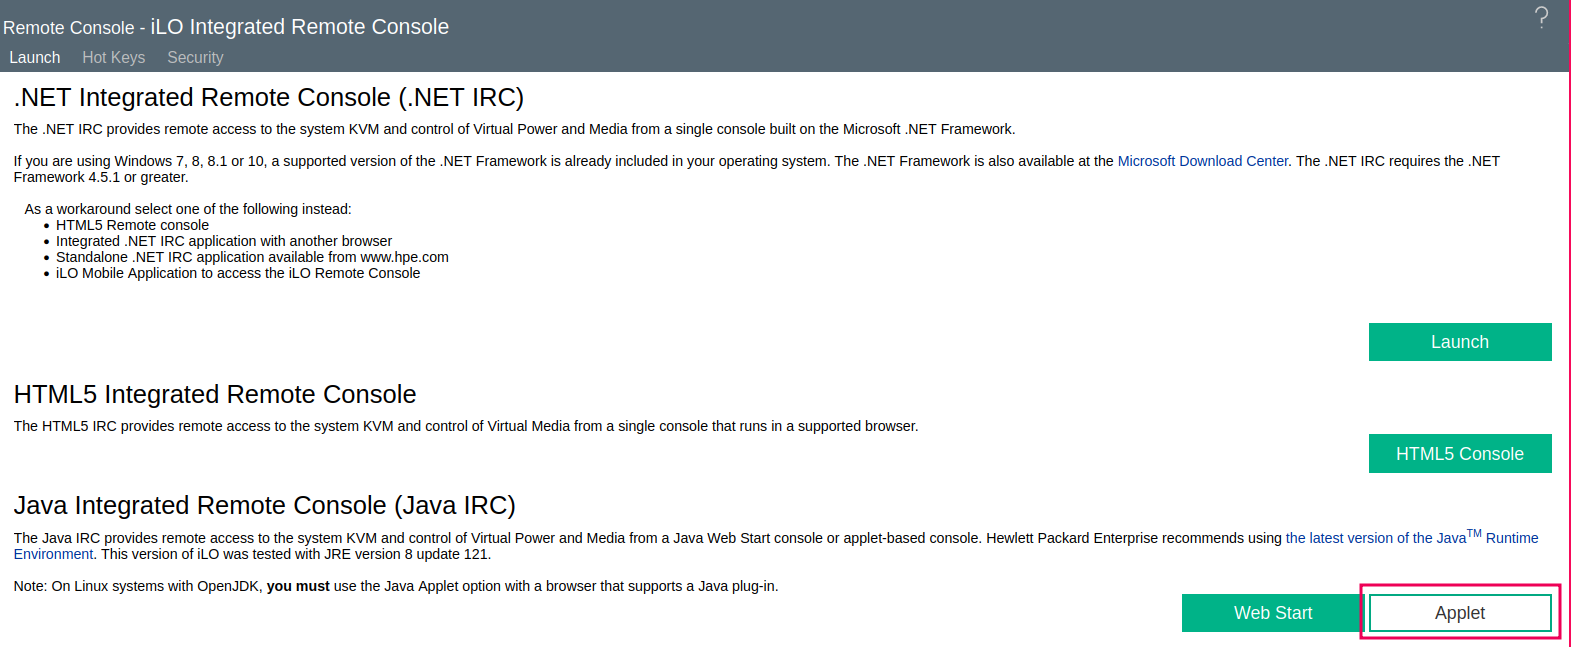 Remote Console - iLO Integrated Remote Console
?
Launch Hot Keys Security
.NET Integrated Remote Console (.NET IRC)
The .NET IRC provides remote access to the system KVM and control of Virtual Power and Media from a single console built on the Microsoft .NET Framework.
If you are using Windows 7, 8, 8.1 or 10, a supported version of the .NET Framework is already included in your operating system. The .NET Framework is also available at the Microsoft Download Center. The .NET IRC requires the .NET
Framework 4.5.1 or greater.
As a workaround select one of the following instead:
• HTML5 Remote console
• Integrated .NET IRC application with another browser
• Standalone .NET IRC application available from www.hpe.com
• iLO Mobile Application to access the iLO Remote Console
Launch
HTML5 Integrated Remote Console
The HTML5 IRC provides remote access to the system KVM and control of Virtual Media from a single console that runs in a supported browser.
HTML5 Console
Java Integrated Remote Console (Java IRC)
The Java IRC provides remote access to the system KVM and control of Virtual Power and Media from a Java Web Start console or applet-based console. Hewlett Packard Enterprise recommends using the latest version of the Java™ Runtime
Environment. This version of iLO was tested with JRE version 8 update 121.
Note: On Linux systems with OpenJDK, you must use the Java Applet option with a browser that supports a Java plug-in.
Web Start Applet